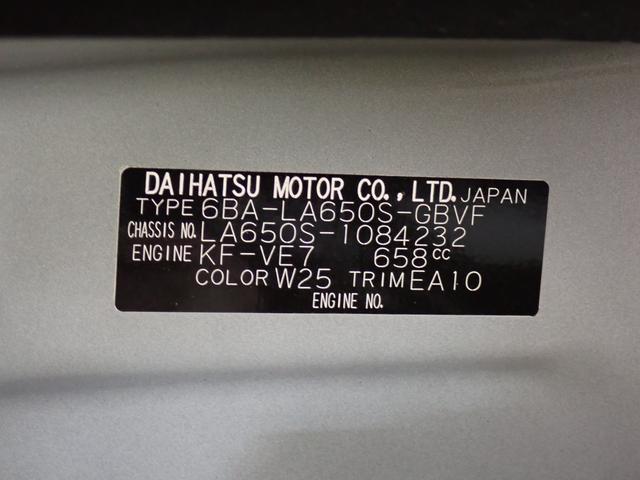 DAIHATSU MOTOR CO., LTD. JAPAN
TYPE 6BA-LA650S-GBVF
CHASSIS NO. LA650S-1084232
ENGINE KF-VE7 658cc
COLOR W25 TRIM EA10
ENGINE NO.